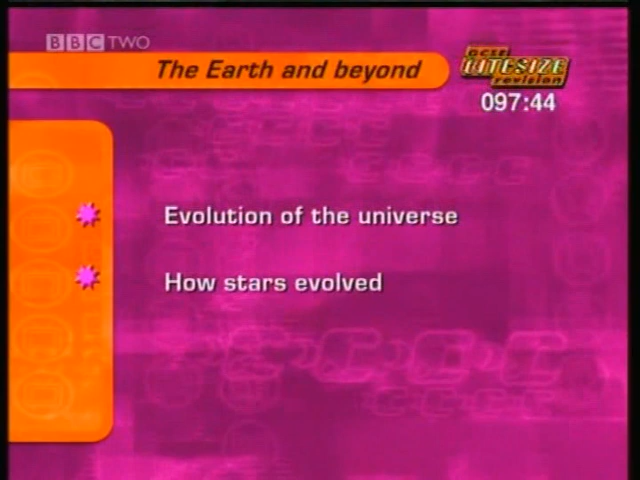 BBC TWO
The Earth and beyond
GCSE
BITESIZE
revision
097:44
Evolution of the universe
How stars evolved